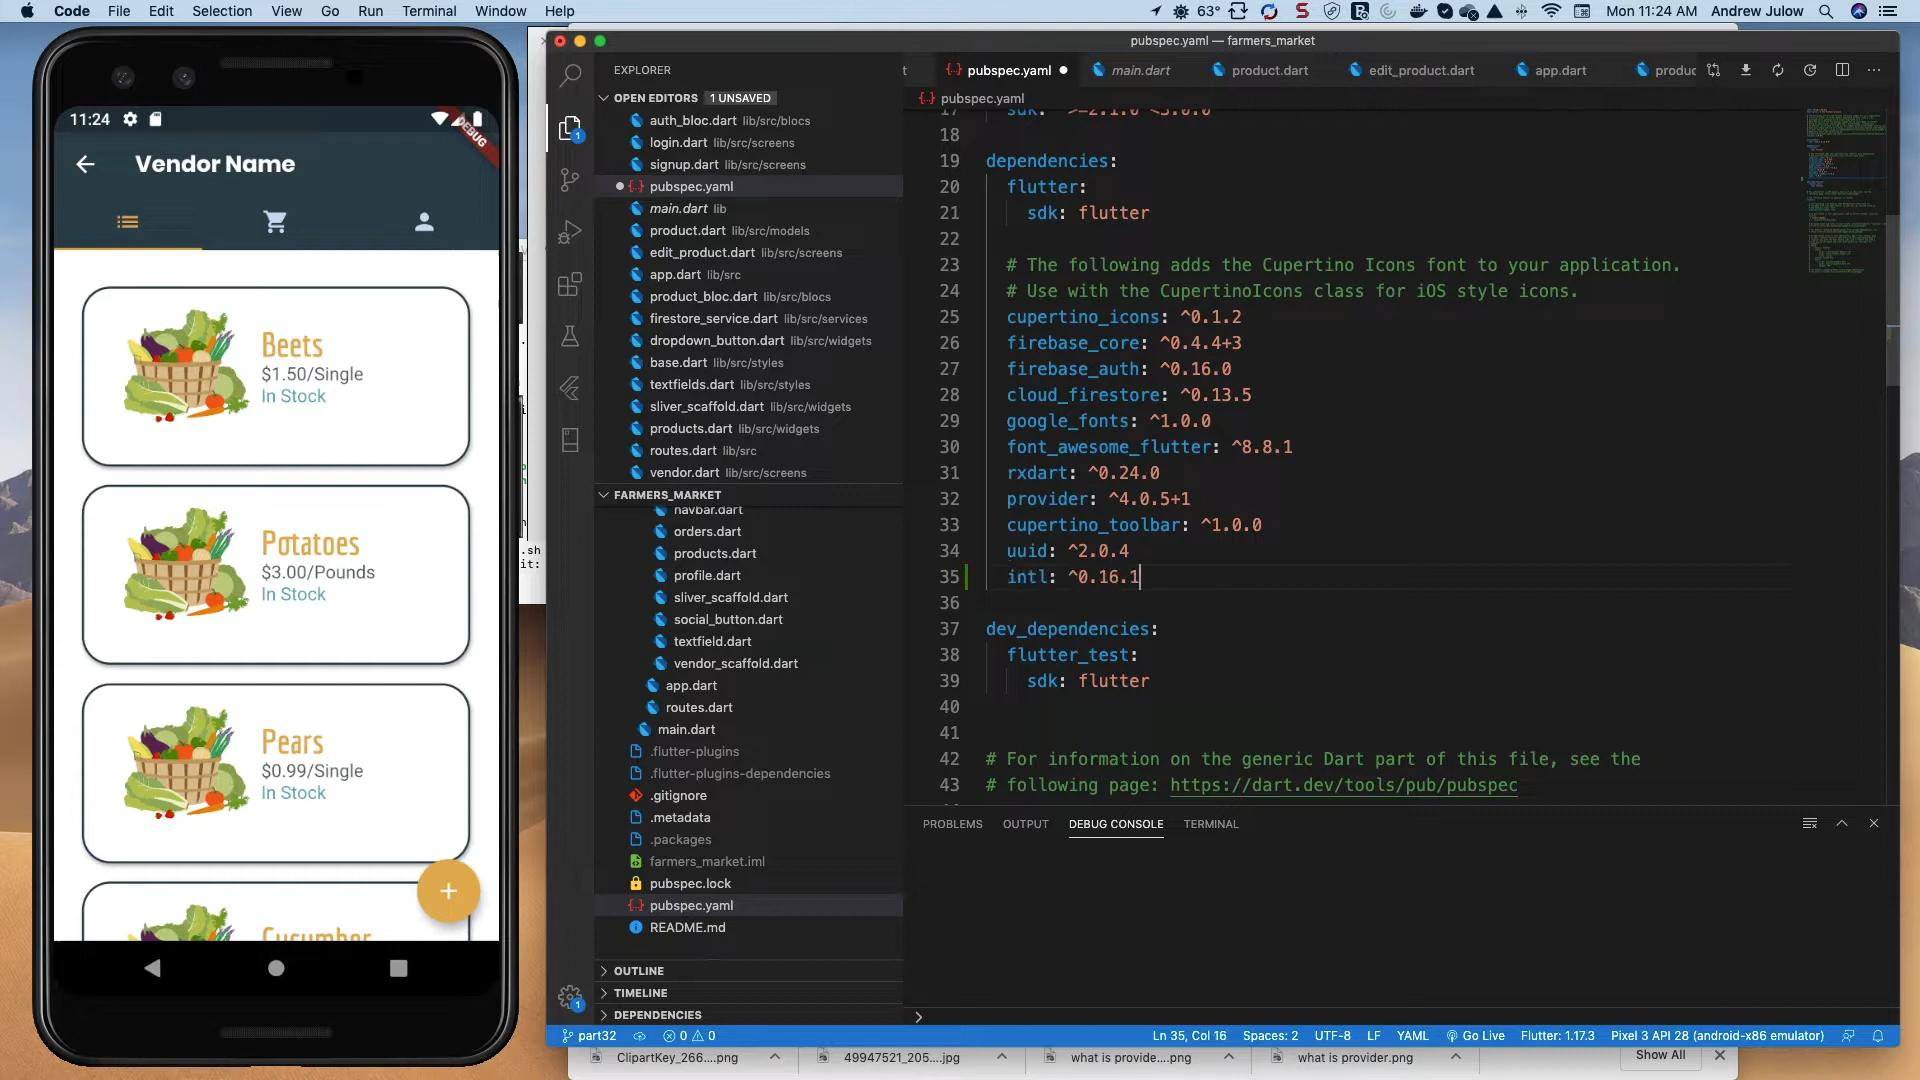 Code File Edit Selection View Go Run Terminal Window Help
63° Mon 11:24 AM Andrew Julow
pubspec.yaml — farmers_market
11:24
DEBUG
Vendor Name
Beets
$1.50/Single
In Stock
Potatoes
$3.00/Pounds
In Stock
Pears
$0.99/Single
In Stock
Cucumber
+
EXPLORER
OPEN EDITORS 1 UNSAVED
auth_bloc.dart lib/src/blocs
login.dart lib/src/screens
signup.dart lib/src/screens
pubspec.yaml
main.dart lib
product.dart lib/src/models
edit_product.dart lib/src/screens
app.dart lib/src
product_bloc.dart lib/src/blocs
firestore_service.dart lib/src/services
dropdown_button.dart lib/src/widgets
base.dart lib/src/styles
textfields.dart lib/src/styles
sliver_scaffold.dart lib/src/widgets
products.dart lib/src/widgets
routes.dart lib/src
vendor.dart lib/src/screens
FARMERS_MARKET
navbar.dart
orders.dart
products.dart
profile.dart
sliver_scaffold.dart
social_button.dart
textfield.dart
vendor_scaffold.dart
app.dart
routes.dart
main.dart
.flutter-plugins
.flutter-plugins-dependencies
.gitignore
.metadata
.packages
farmers_market.iml
pubspec.lock
pubspec.yaml
README.md
OUTLINE
TIMELINE
DEPENDENCIES
pubspec.yaml main.dart product.dart edit_product.dart app.dart produc
pubspec.yaml
17 sdk: ">=2.1.0 <3.0.0"
18
19 dependencies:
20 flutter:
21 sdk: flutter
22
23 # The following adds the Cupertino Icons font to your application.
24 # Use with the CupertinoIcons class for iOS style icons.
25 cupertino_icons: ^0.1.2
26 firebase_core: ^0.4.4+3
27 firebase_auth: ^0.16.0
28 cloud_firestore: ^0.13.5
29 google_fonts: ^1.0.0
30 font_awesome_flutter: ^8.8.1
31 rxdart: ^0.24.0
32 provider: ^4.0.5+1
33 cupertino_toolbar: ^1.0.0
34 uuid: ^2.0.4
35 intl: ^0.16.1
36
37 dev_dependencies:
38 flutter_test:
39 sdk: flutter
40
41
42 # For information on the generic Dart part of this file, see the
43 # following page: https://dart.dev/tools/pub/pubspec
PROBLEMS OUTPUT DEBUG CONSOLE TERMINAL
.sh
it:
part32 0 0 Ln 35, Col 16 Spaces: 2 UTF-8 LF YAML Go Live Flutter: 1.17.3 Pixel 3 API 28 (android-x86 emulator)
ClipartKey_266....png 49947521_205....jpg what is provide....png what is provider.png Show All